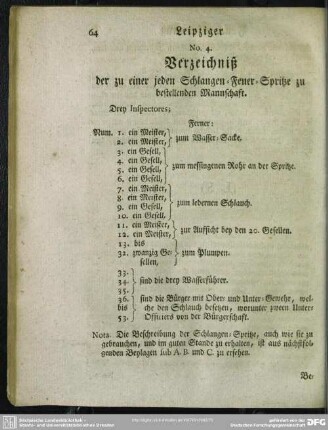 64 Leipziger
No. 4.
Verzeichniß
der zu einer jeden Schlangen-Feuer-Spritze zu
bestellenden Mannschaft.
Drey Inspectores;
Ferner:
Num. 1. ein Meister,
2. ein Meister, } zum Wasser-Sacke.
3. ein Gesell,
4. ein Gesell,
5. ein Gesell, } zum messingenen Rohr an der Spritze.
6. ein Gesell,
7. ein Meister,
8. ein Meister,
9. ein Gesell, } zum ledernen Schlauch.
10. ein Gesell,
11. ein Meister,
12. ein Meister, } zur Aufsicht bey den 20. Gesellen.
13. bis
32. zwanzig Ge- } zum Plumpen.
sellen,
33.
34. } sind die drey Wasserführer.
35.
36. } sind die Bürger mit Ober- und Unter-Gewehr, wel-
bis- che den Schlauch besetzen, worunter zween Unter-
53. Officiers von der Bürgerschaft.
Nota. Die Beschreibung der Schlangen-Spritze, auch wie sie zu
gebrauchen, und im guten Stande zu erhalten, ist aus nächstfol-
genden Beylagen sub A. B. und C. zu ersehen.
Be-